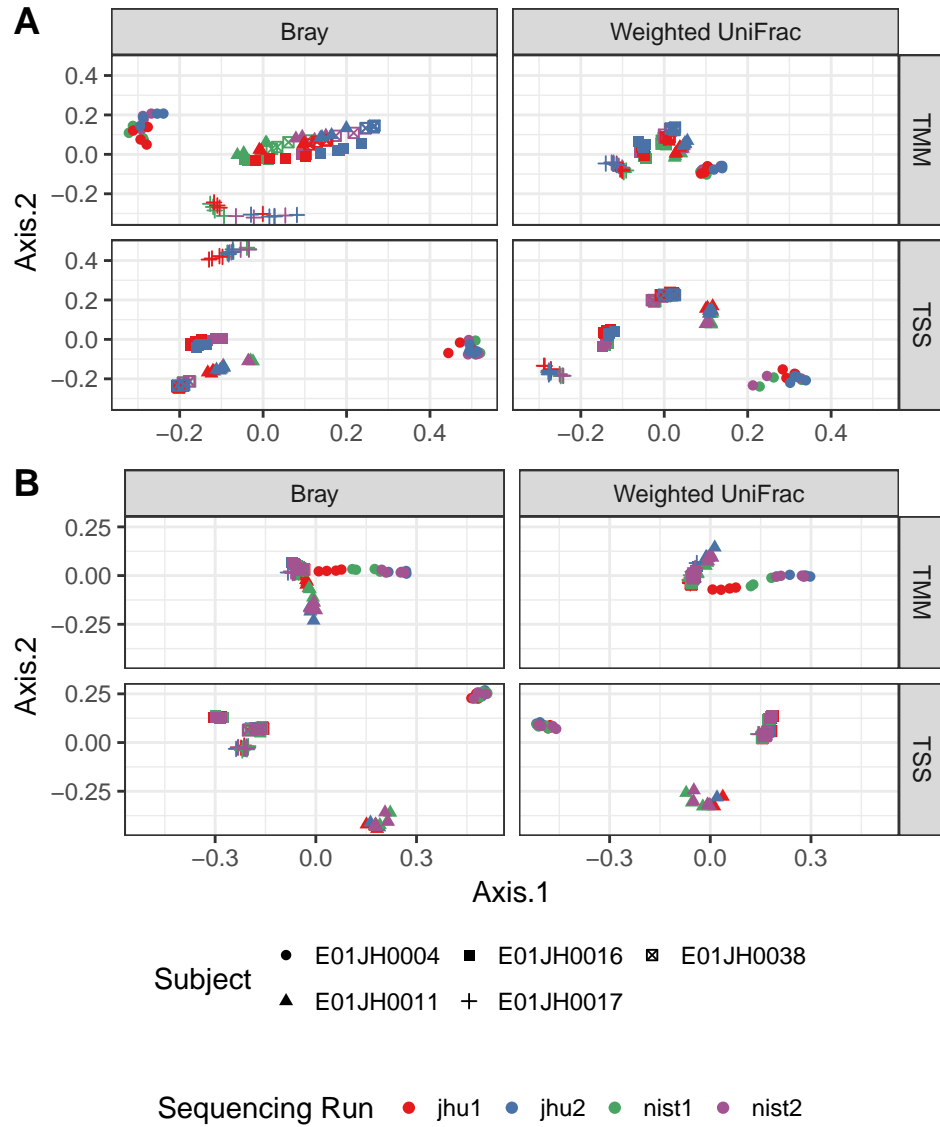 A
Bray
Weighted UniFrac
0.4
0.2
0.0
−0.2
TMM
Axis.2
0.4
0.2
0.0
−0.2
TSS
−0.2
0.0
0.2
0.4
−0.2
0.0
0.2
0.4
B
Bray
Weighted UniFrac
0.25
0.00
−0.25
TMM
Axis.2
0.25
0.00
−0.25
TSS
−0.3
0.0
0.3
−0.3
0.0
0.3
Axis.1
Subject
E01JH0004
E01JH0016
E01JH0038
E01JH0011
E01JH0017
Sequencing Run
jhu1
jhu2
nist1
nist2